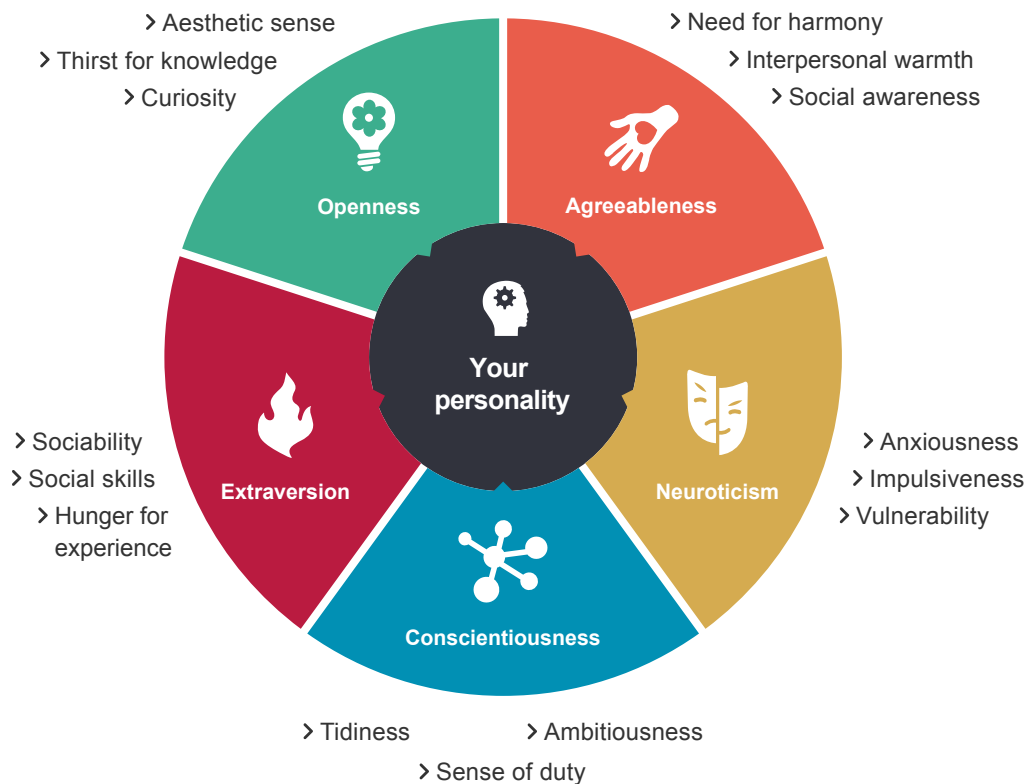 > Aesthetic sense
> Thirst for knowledge
> Curiosity
> Need for harmony
> Interpersonal warmth
> Social awareness
Openness
Agreeableness
Your
personality
> Sociability
> Social skills
> Hunger for
experience
Extraversion
Neuroticism
> Anxiousness
> Impulsiveness
> Vulnerability
Conscientiousness
> Tidiness
> Ambitiousness
> Sense of duty